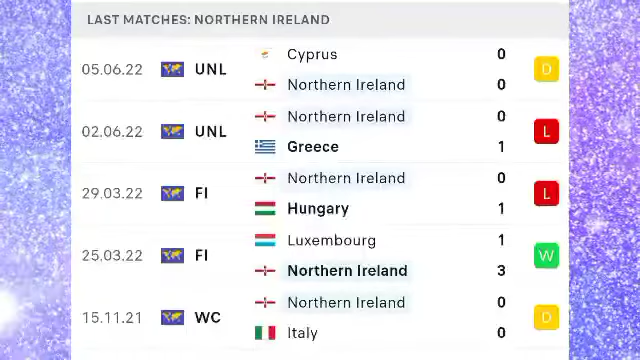 LAST MATCHES: NORTHERN IRELAND
05.06.22 UNL Cyprus 0 D
Northern Ireland 0
02.06.22 UNL Northern Ireland 0 L
Greece 1
29.03.22 FI Northern Ireland 0 L
Hungary 1
25.03.22 FI Luxembourg 1 W
Northern Ireland 3
15.11.21 WC Northern Ireland 0 D
Italy 0